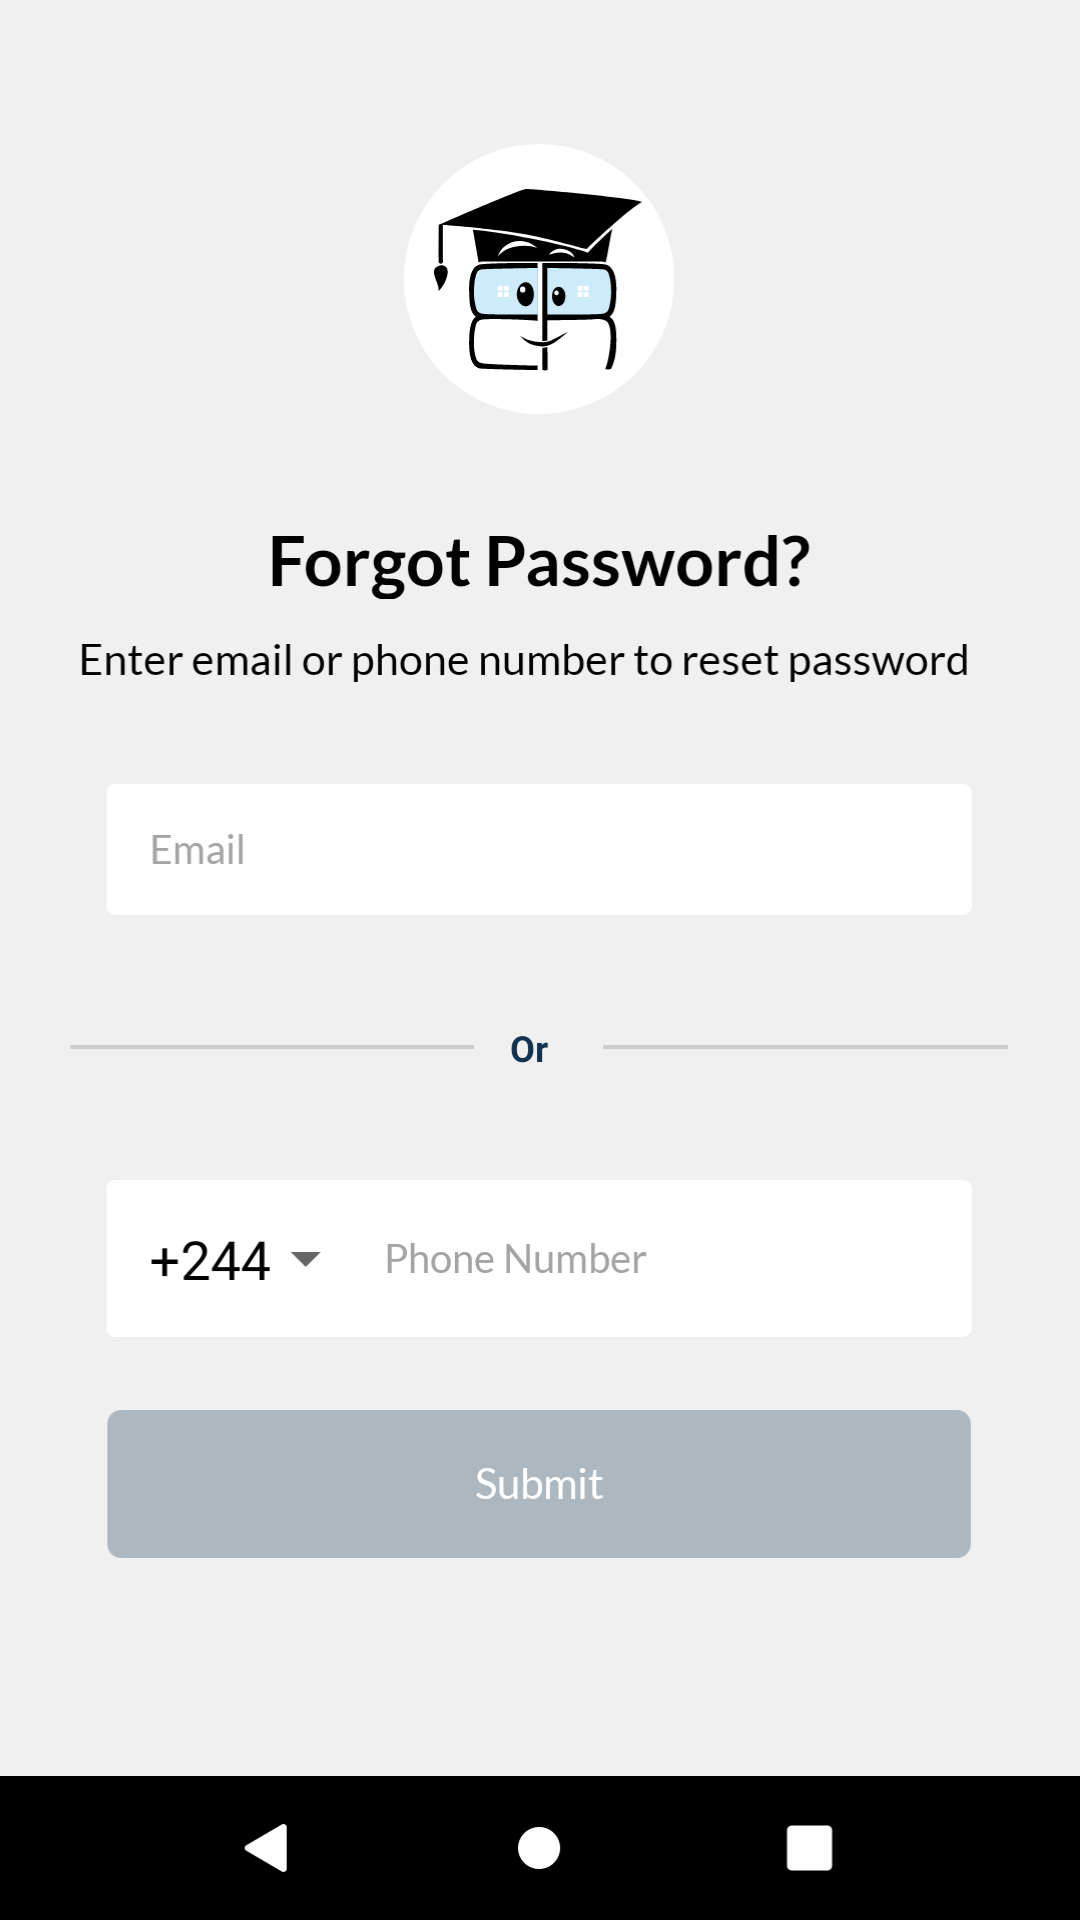 Forgot Password?
Enter email or phone number to reset password
Email
Or
+244
Phone Number
Submit